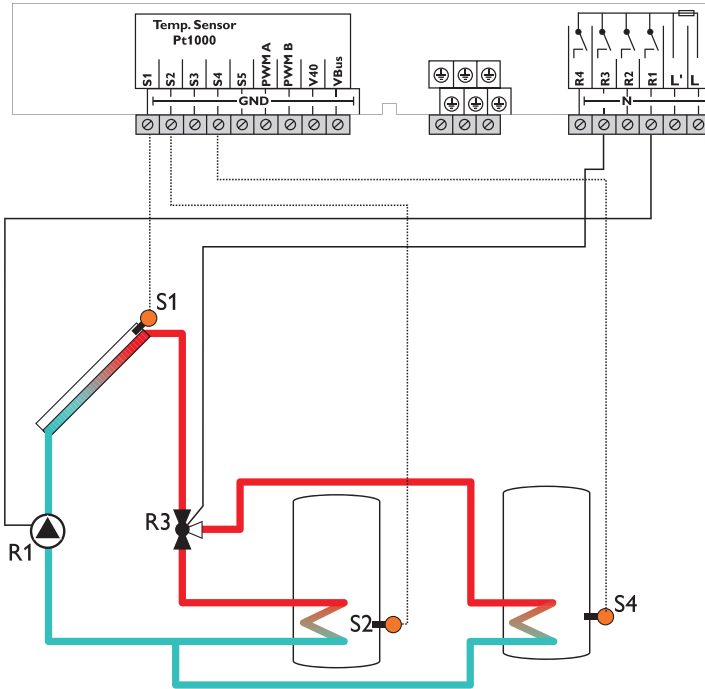 Temp. Sensor
Pt1000
S1 S2 S3 S4 S5 PWM A PWM B V40 VBus
GND
R4 R3 R2 R1 L' L
N
S1
R3
R1
S2
S4